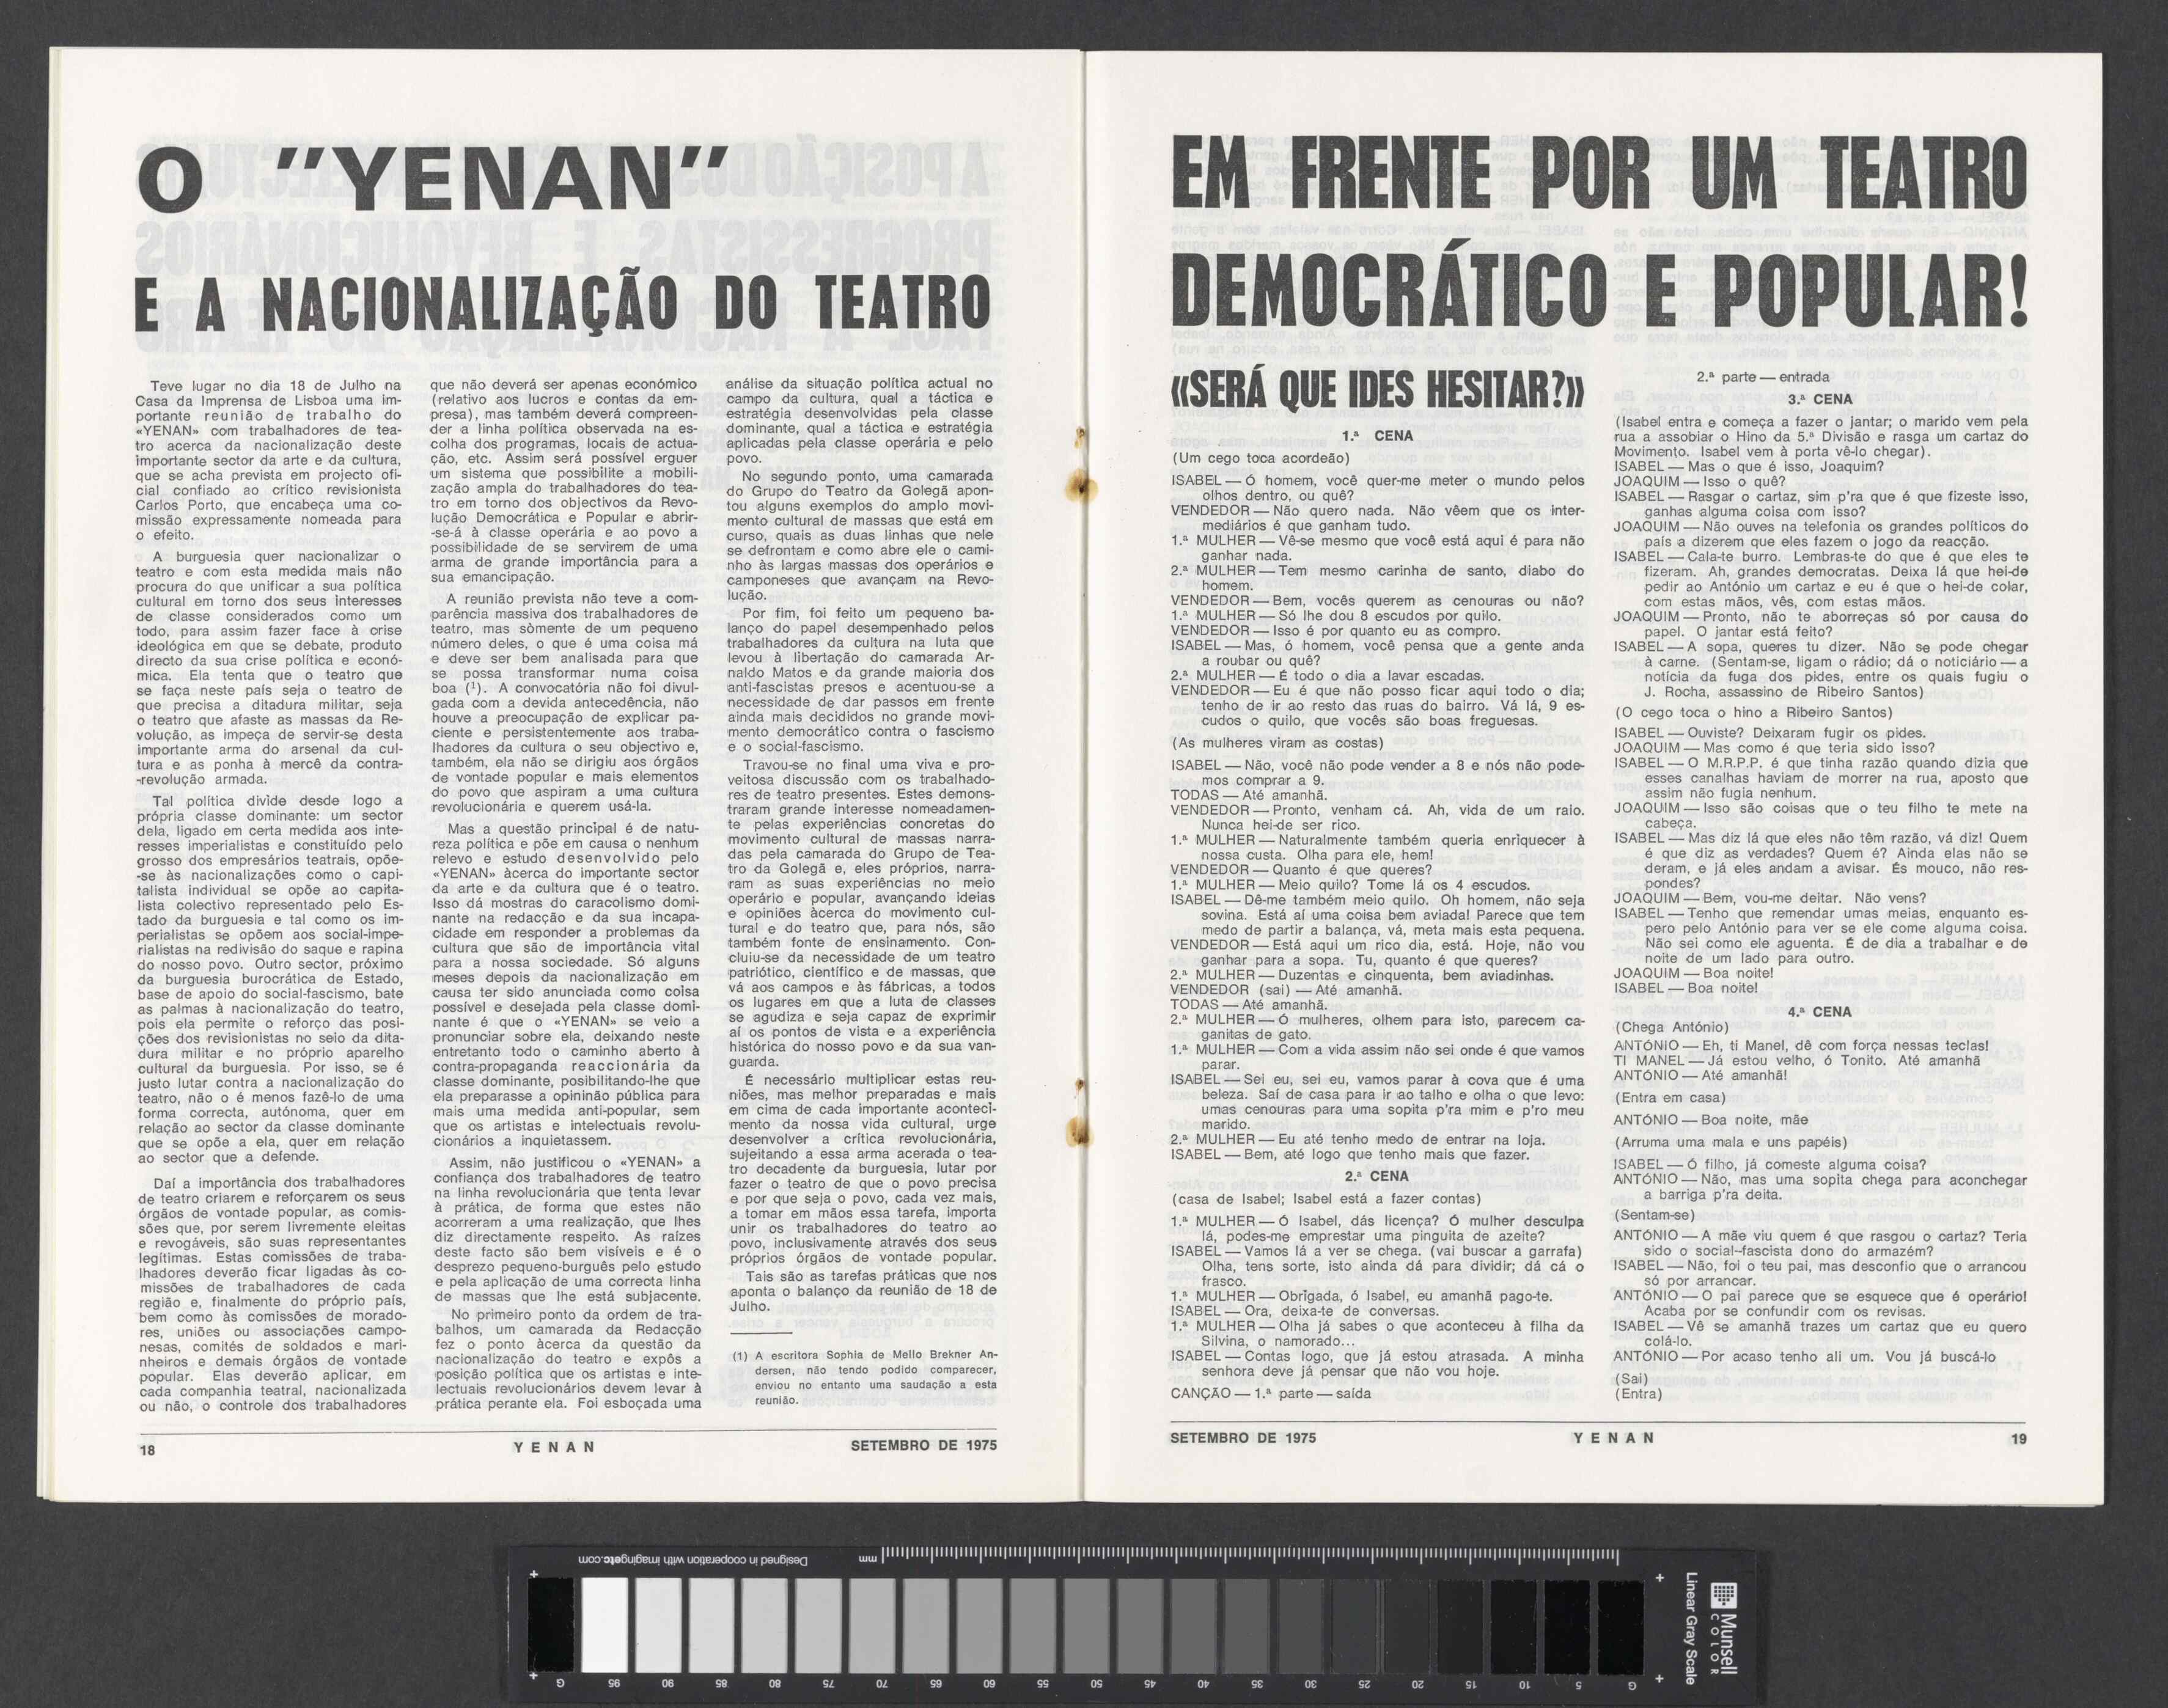 O "YENAN"
E A NACIONALIZAÇÃO DO TEATRO
Teve lugar no dia 18 de Julho na
Casa da Imprensa de Lisboa uma im-
portante reunião de trabalho do
«YENAN» com trabalhadores de tea-
tro acerca da nacionalização deste
importante sector da arte e da cultura,
que se acha prevista em projecto ofi-
cial confiado ao crítico revisionista
Carlos Porto, que encabeça uma co-
missão expressamente nomeada para
o efeito.
A burguesia quer nacionalizar o
teatro e com esta medida mais não
procura do que unificar a sua política
cultural em torno dos seus interesses
de classe considerados como um
todo, para assim fazer face à crise
ideológica em que se debate, produto
directo da sua crise política e econó-
mica. Ela tenta que o teatro que
se faça neste país seja o teatro de
que precisa a ditadura militar, seja
o teatro que afaste as massas da Re-
volução, as impeça de servir-se desta
importante arma do arsenal da cul-
tura e as ponha à mercê da contra-
-revolução armada.
Tal política divide desde logo a
própria classe dominante: um sector
dela, ligado em certa medida aos inte-
resses imperialistas e constituído pelo
grosso dos empresários teatrais, opõe-
-se às nacionalizações como o capi-
talista individual se opõe ao capita-
lista colectivo representado pelo Es-
tado da burguesia e tal como os im-
perialistas se opõem aos social-impe-
rialistas na redivisão do saque e rapina
do nosso povo. Outro sector, próximo
da burguesia burocrática de Estado,
base de apoio do social-fascismo, bate
as palmas à nacionalização do teatro,
pois ela permite o reforço das posi-
ções dos revisionistas no seio da dita-
dura militar e no próprio aparelho
cultural da burguesia. Por isso, se é
justo lutar contra a nacionalização do
teatro, não o é menos fazê-lo de uma
forma correcta, autónoma, quer em
relação ao sector da classe dominante
que se opõe a ela, quer em relação
ao sector que a defende.
Daí a importância dos trabalhadores
de teatro criarem e reforçarem os seus
órgãos de vontade popular, as comis-
sões que, por serem livremente eleitas
e revogáveis, são suas representantes
legítimas. Estas comissões de traba-
lhadores deverão ficar ligadas às co-
missões de trabalhadores de cada
região e, finalmente do próprio país,
bem como às comissões de morado-
res, uniões ou associações campo-
nesas, comités de soldados e mari-
nheiros e demais órgãos de vontade
popular. Elas deverão aplicar, em
cada companhia teatral, nacionalizada
ou não, o controle dos trabalhadores
que não deverá ser apenas económico
(relativo aos lucros e contas da em-
presa), mas também deverá compreen-
der a linha política observada na es-
colha dos programas, locais de actua-
ção, etc. Assim será possível erguer
um sistema que possibilite a mobili-
zação ampla do trabalhadores do tea-
tro em torno dos objectivos da Revo-
lução Democrática e Popular e abrir-
-se-á à classe operária e ao povo a
possibilidade de se servirem de uma
arma de grande importância para a
sua emancipação.
A reunião prevista não teve a com-
parência massiva dos trabalhadores de
teatro, mas sòmente de um pequeno
número deles, o que é uma coisa má
e deve ser bem analisada para que
se possa transformar numa coisa
boa (¹). A convocatória não foi divul-
gada com a devida antecedência, não
houve a preocupação de explicar pa-
ciente e persistentemente aos traba-
lhadores da cultura o seu objectivo e,
também, ela não se dirigiu aos órgãos
de vontade popular e mais elementos
do povo que aspiram a uma cultura
revolucionária e querem usá-la.
Mas a questão principal é de natu-
reza política e põe em causa o nenhum
relevo e estudo desenvolvido pelo
«YENAN» àcerca do importante sector
da arte e da cultura que é o teatro.
Isso dá mostras do caracolismo domi-
nante na redacção e da sua incapa-
cidade em responder a problemas da
cultura que são de importância vital
para a nossa sociedade. Só alguns
meses depois da nacionalização em
causa ter sido anunciada como coisa
possível e desejada pela classe domi-
nante é que o «YENAN» se veio a
pronunciar sobre ela, deixando neste
entretanto todo o caminho aberto à
contra-propaganda reaccionária da
classe dominante, posibilitando-lhe que
ela preparasse a opininão pública para
mais uma medida anti-popular, sem
que os artistas e intelectuais revolu-
cionários a inquietassem.
Assim, não justificou o «YENAN» a
confiança dos trabalhadores de teatro
na linha revolucionária que tenta levar
à prática, de forma que estes não
acorreram a uma realização, que lhes
diz directamente respeito. As raízes
deste facto são bem visíveis e é o
desprezo pequeno-burguês pelo estudo
e pela aplicação de uma correcta linha
de massas que lhe está subjacente.
No primeiro ponto da ordem de tra-
balhos, um camarada da Redacção
fez o ponto àcerca da questão da
nacionalização do teatro e expôs a
posição política que os artistas e inte-
lectuais revolucionários devem levar à
prática perante ela. Foi esboçada uma
análise da situação política actual no
campo da cultura, qual a táctica e
estratégia desenvolvidas pela classe
dominante, qual a táctica e estratégia
aplicadas pela classe operária e pelo
povo.
No segundo ponto, uma camarada
do Grupo do Teatro da Golegã apon-
tou alguns exemplos do amplo movi-
mento cultural de massas que está em
curso, quais as duas linhas que nele
se defrontam e como abre ele o cami-
nho às largas massas dos operários e
camponeses que avançam na Revo-
lução.
Por fim, foi feito um pequeno ba-
lanço do papel desempenhado pelos
trabalhadores da cultura na luta que
levou à libertação do camarada Ar-
naldo Matos e da grande maioria dos
anti-fascistas presos e acentuou-se a
necessidade de dar passos em frente
ainda mais decididos no grande movi-
mento democrático contra o fascismo
e o social-fascismo.
Travou-se no final uma viva e pro-
veitosa discussão com os trabalhado-
res de teatro presentes. Estes demons-
traram grande interesse nomeadamen-
te pelas experiências concretas do
movimento cultural de massas narra-
das pela camarada do Grupo de Tea-
tro da Golegã e, eles próprios, narra-
ram as suas experiências no meio
operário e popular, avançando ideias
e opiniões àcerca do movimento cul-
tural e do teatro que, para nós, são
também fonte de ensinamento. Con-
cluiu-se da necessidade de um teatro
patriótico, científico e de massas, que
vá aos campos e às fábricas, a todos
os lugares em que a luta de classes
se agudiza e seja capaz de exprimir
aí os pontos de vista e a experiência
histórica do nosso povo e da sua van-
guarda.
É necessário multiplicar estas reu-
niões, mas melhor preparadas e mais
em cima de cada importante aconteci-
mento da nossa vida cultural, urge
desenvolver a crítica revolucionária,
sujeitando a essa arma acerada o tea-
tro decadente da burguesia, lutar por
fazer o teatro de que o povo precisa
e por que seja o povo, cada vez mais,
a tomar em mãos essa tarefa, importa
unir os trabalhadores do teatro ao
povo, inclusivamente através dos seus
próprios órgãos de vontade popular.
Tais são as tarefas práticas que nos
aponta o balanço da reunião de 18 de
Julho.
(1) A escritora Sophia de Mello Brekner An-
dersen, não tendo podido comparecer,
enviou no entanto uma saudação a esta
reunião.
18
YENAN
SETEMBRO DE 1975
EM FRENTE POR UM TEATRO
DEMOCRÁTICO E POPULAR!
«SERÁ QUE IDES HESITAR?»
1.ª CENA
(Um cego toca acordeão)
ISABEL — Ó homem, você quer-me meter o mundo pelos
olhos dentro, ou quê?
VENDEDOR — Não quero nada. Não vêem que os inter-
mediários é que ganham tudo.
1.ª MULHER — Vê-se mesmo que você está aqui é para não
ganhar nada.
2.ª MULHER — Tem mesmo carinha de santo, diabo do
homem.
VENDEDOR — Bem, vocês querem as cenouras ou não?
1.ª MULHER — Só lhe dou 8 escudos por quilo.
VENDEDOR — Isso é por quanto eu as compro.
ISABEL — Mas, ó homem, você pensa que a gente anda
a roubar ou quê?
2.ª MULHER — É todo o dia a lavar escadas.
VENDEDOR — Eu é que não posso ficar aqui todo o dia;
tenho de ir ao resto das ruas do bairro. Vá lá, 9 es-
cudos o quilo, que vocês são boas freguesas.
(As mulheres viram as costas)
ISABEL — Não, você não pode vender a 8 e nós não pode-
mos comprar a 9.
TODAS — Até amanhã.
VENDEDOR — Pronto, venham cá. Ah, vida de um raio.
Nunca hei-de ser rico.
1.ª MULHER — Naturalmente também queria enriquecer à
nossa custa. Olha para ele, hem!
VENDEDOR — Quanto é que queres?
1.ª MULHER — Meio quilo? Tome lá os 4 escudos.
ISABEL — Dê-me também meio quilo. Oh homem, não seja
sovina. Está aí uma coisa bem aviada! Parece que tem
medo de partir a balança, vá, meta mais esta pequena.
VENDEDOR — Está aqui um rico dia, está. Hoje, não vou
ganhar para a sopa. Tu, quanto é que queres?
2.ª MULHER — Duzentas e cinquenta, bem aviadinhas.
VENDEDOR (sai) — Até amanhã.
TODAS — Até amanhã.
2.ª MULHER — Ó mulheres, olhem para isto, parecem ca-
ganitas de gato.
1.ª MULHER — Com a vida assim não sei onde é que vamos
parar.
ISABEL — Sei eu, sei eu, vamos parar à cova que é uma
beleza. Saí de casa para ir ao talho e olha o que levo:
umas cenouras para uma sopita p'ra mim e p'ro meu
marido.
2.ª MULHER — Eu até tenho medo de entrar na loja.
ISABEL — Bem, até logo que tenho mais que fazer.
2.ª CENA
(casa de Isabel; Isabel está a fazer contas)
1.ª MULHER — Ó Isabel, dás licença? Ó mulher desculpa
lá, podes-me emprestar uma pinguita de azeite?
ISABEL — Vamos lá a ver se chega. (vai buscar a garrafa)
Olha, tens sorte, isto ainda dá para dividir; dá cá o
frasco.
1.ª MULHER — Obrigada, ó Isabel, eu amanhã pago-te.
ISABEL — Ora, deixa-te de conversas.
1.ª MULHER — Olha já sabes o que aconteceu à filha da
Silvina, o namorado...
ISABEL — Contas logo, que já estou atrasada. A minha
senhora deve já pensar que não vou hoje.
CANÇÃO — 1.ª parte — saída
2.ª parte — entrada
3.ª CENA
(Isabel entra e começa a fazer o jantar; o marido vem pela
rua a assobiar o Hino da 5.ª Divisão e rasga um cartaz do
Movimento. Isabel vem à porta vê-lo chegar).
ISABEL — Mas o que é isso, Joaquim?
JOAQUIM — Isso o quê?
ISABEL — Rasgar o cartaz, sim p'ra que é que fizeste isso,
ganhas alguma coisa com isso?
JOAQUIM — Não ouves na telefonia os grandes políticos do
país a dizerem que eles fazem o jogo da reacção.
ISABEL — Cala-te burro. Lembras-te do que é que eles te
fizeram. Ah, grandes democratas. Deixa lá que hei-de
pedir ao António um cartaz e eu é que o hei-de colar,
com estas mãos, vês, com estas mãos.
JOAQUIM — Pronto, não te aborreças só por causa do
papel. O jantar está feito?
ISABEL — A sopa, queres tu dizer. Não se pode chegar
à carne. (Sentam-se, ligam o rádio; dá o noticiário — a
notícia da fuga dos pides, entre os quais fugiu o
J. Rocha, assassino de Ribeiro Santos)
(O cego toca o hino a Ribeiro Santos)
ISABEL — Ouviste? Deixaram fugir os pides.
JOAQUIM — Mas como é que teria sido isso?
ISABEL — O M.R.P.P. é que tinha razão quando dizia que
esses canalhas haviam de morrer na rua, aposto que
assim não fugia nenhum.
JOAQUIM — Isso são coisas que o teu filho te mete na
cabeça.
ISABEL — Mas diz lá que eles não têm razão, vá diz! Quem
é que diz as verdades? Quem é? Ainda elas não se
deram, e já eles andam a avisar. És mouco, não res-
pondes?
JOAQUIM — Bem, vou-me deitar. Não vens?
ISABEL — Tenho que remendar umas meias, enquanto es-
pero pelo António para ver se ele come alguma coisa.
Não sei como ele aguenta. É de dia a trabalhar e de
noite de um lado para outro.
JOAQUIM — Boa noite!
ISABEL — Boa noite!
4.ª CENA
(Chega António)
ANTÓNIO — Eh, ti Manel, dê com força nessas teclas!
TI MANEL — Já estou velho, ó Tonito. Até amanhã
ANTÓNIO — Até amanhã!
(Entra em casa)
ANTÓNIO — Boa noite, mãe
(Arruma uma mala e uns papéis)
ISABEL — Ó filho, já comeste alguma coisa?
ANTÓNIO — Não, mas uma sopita chega para aconchegar
a barriga p'ra deita.
(Sentam-se)
ANTÓNIO — A mãe viu quem é que rasgou o cartaz? Teria
sido o social-fascista dono do armazém?
ISABEL — Não, foi o teu pai, mas desconfio que o arrancou
só por arrancar.
ANTÓNIO — O pai parece que se esquece que é operário!
Acaba por se confundir com os revisas.
ISABEL — Vê se amanhã trazes um cartaz que eu quero
colá-lo.
ANTÓNIO — Por acaso tenho ali um. Vou já buscá-lo
(Sai)
(Entra)
SETEMBRO DE 1975
YENAN
19
Designed in cooperation with imagingetc.com
mm
G 95 90 85 80 75 70 65 60 55 50 45 40 35 30 25 20 15 10 5 G
Munsell
COLOR
Linear Gray Scale